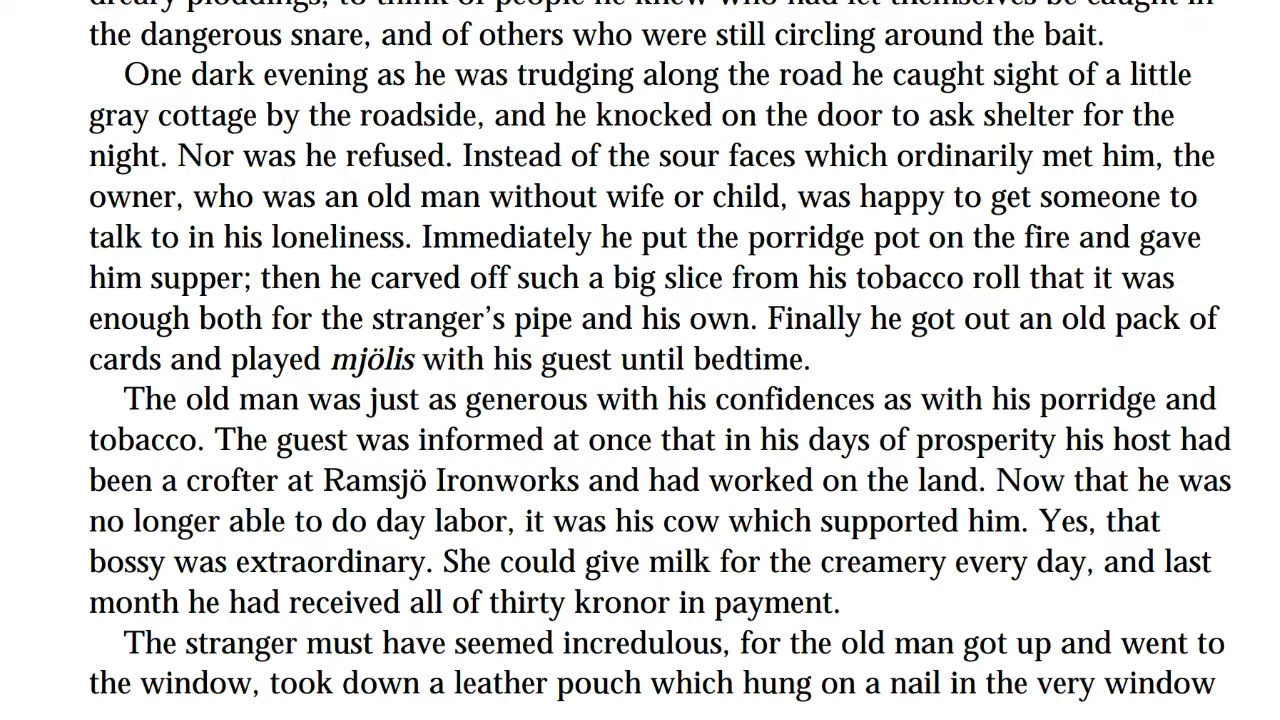 dreary ploddings, to think of people he knew who had let themselves be caught in
the dangerous snare, and of others who were still circling around the bait.
One dark evening as he was trudging along the road he caught sight of a little
gray cottage by the roadside, and he knocked on the door to ask shelter for the
night. Nor was he refused. Instead of the sour faces which ordinarily met him, the
owner, who was an old man without wife or child, was happy to get someone to
talk to in his loneliness. Immediately he put the porridge pot on the fire and gave
him supper; then he carved off such a big slice from his tobacco roll that it was
enough both for the stranger’s pipe and his own. Finally he got out an old pack of
cards and played mjölis with his guest until bedtime.
The old man was just as generous with his confidences as with his porridge and
tobacco. The guest was informed at once that in his days of prosperity his host had
been a crofter at Ramsjö Ironworks and had worked on the land. Now that he was
no longer able to do day labor, it was his cow which supported him. Yes, that
bossy was extraordinary. She could give milk for the creamery every day, and last
month he had received all of thirty kronor in payment.
The stranger must have seemed incredulous, for the old man got up and went to
the window, took down a leather pouch which hung on a nail in the very window